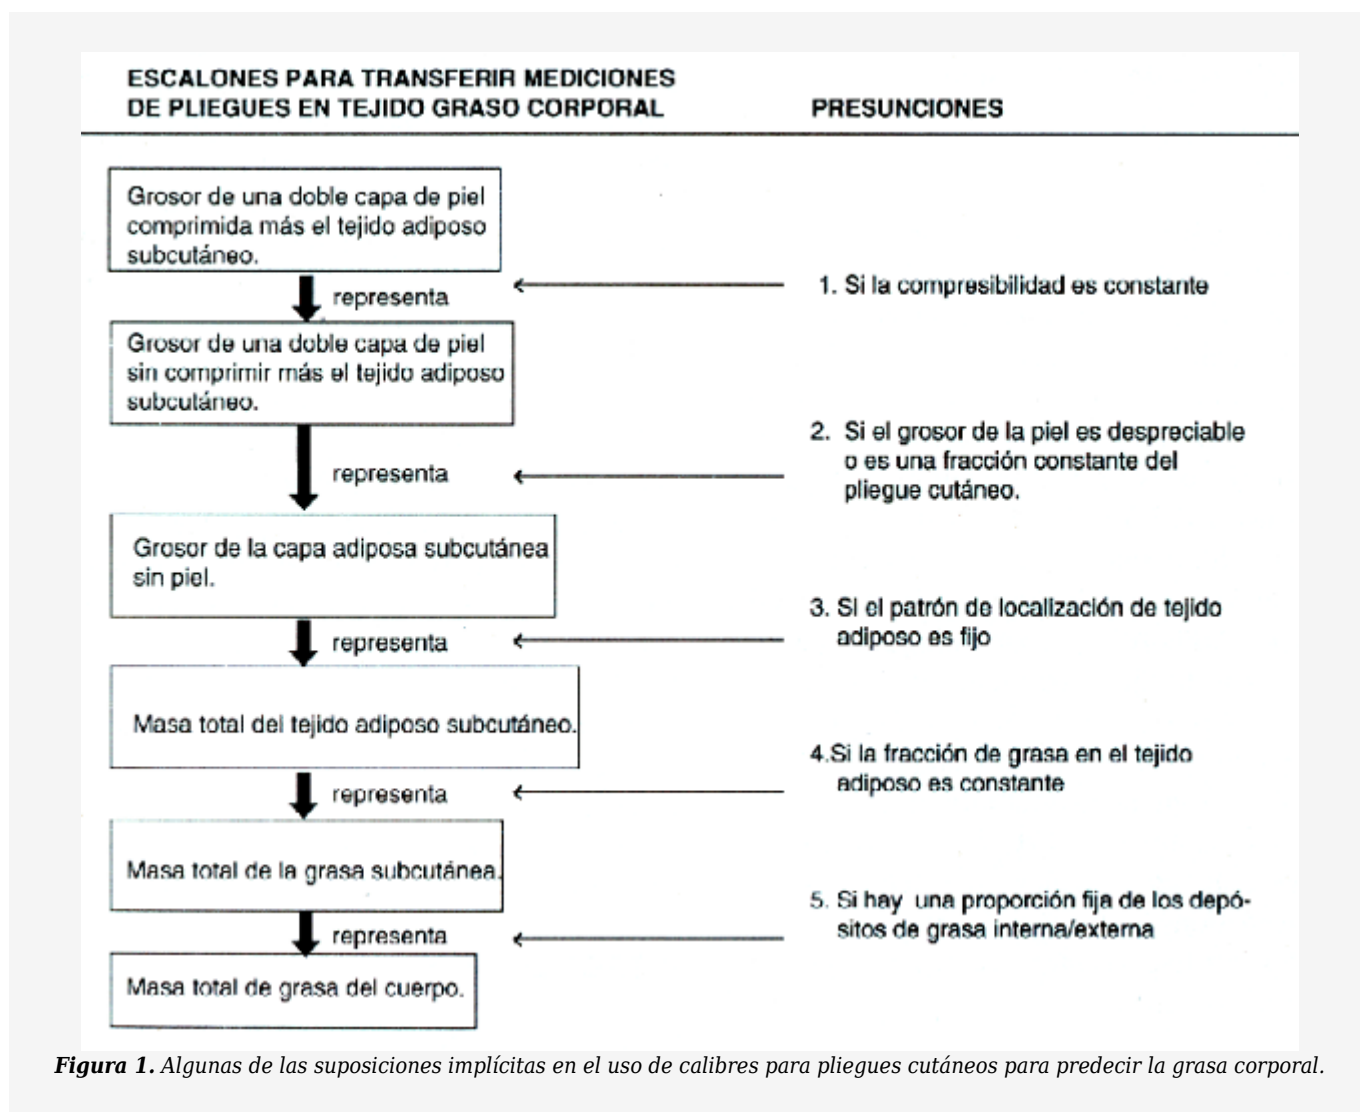 ESCALONES PARA TRANSFERIR MEDICIONES
DE PLIEGUES EN TEJIDO GRASO CORPORAL
PRESUNCIONES
Grosor de una doble capa de piel
comprimida más el tejido adiposo
subcutáneo.
representa
1. Si la compresibilidad es constante
Grosor de una doble capa de piel
sin comprimir más el tejido adiposo
subcutáneo.
representa
2. Si el grosor de la piel es despreciable
o es una fracción constante del
pliegue cutáneo.
Grosor de la capa adiposa subcutánea
sin piel.
representa
3. Si el patrón de localización de tejido
adiposo es fijo
Masa total del tejido adiposo subcutáneo.
representa
4.Si la fracción de grasa en el tejido
adiposo es constante
Masa total de la grasa subcutánea.
representa
5. Si hay una proporción fija de los depó-
sitos de grasa interna/externa
Masa total de grasa del cuerpo.
Figura 1. Algunas de las suposiciones implícitas en el uso de calibres para pliegues cutáneos para predecir la grasa corporal.